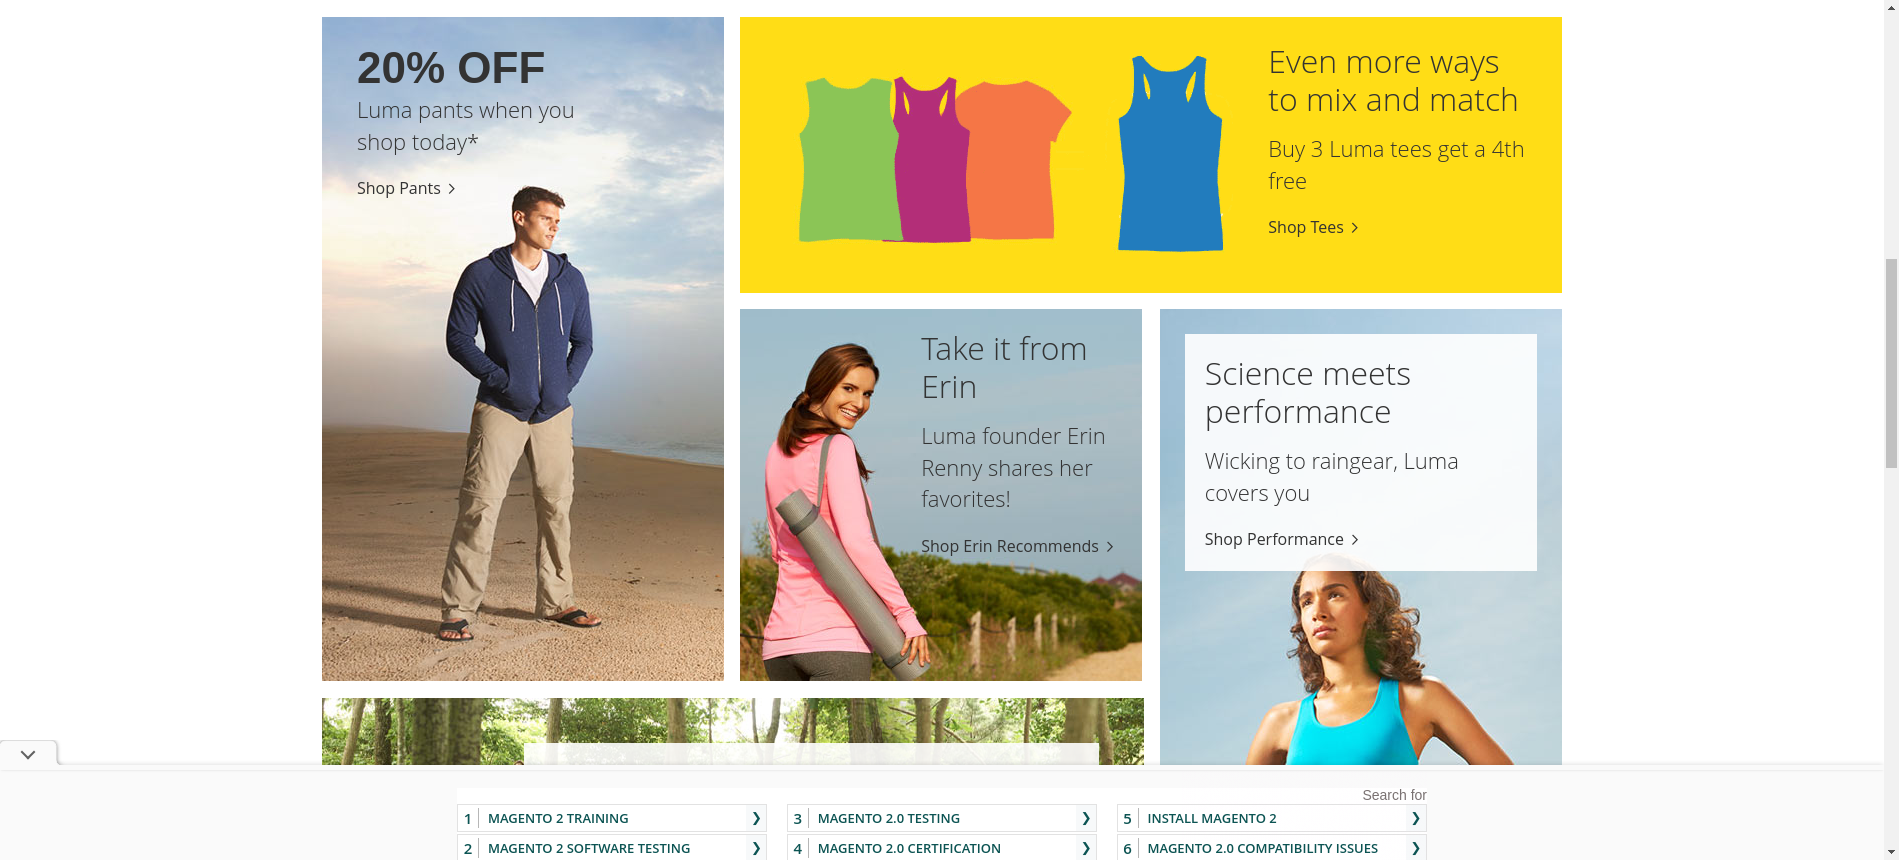 20% OFF
Luma pants when you
shop today*
Shop Pants
Even more ways
to mix and match
Buy 3 Luma tees get a 4th
free
Shop Tees
Take it from
Erin
Luma founder Erin
Renny shares her
favorites!
Shop Erin Recommends
Science meets
performance
Wicking to raingear, Luma
covers you
Shop Performance
Search for
1 MAGENTO 2 TRAINING
2 MAGENTO 2 SOFTWARE TESTING
3 MAGENTO 2.0 TESTING
4 MAGENTO 2.0 CERTIFICATION
5 INSTALL MAGENTO 2
6 MAGENTO 2.0 COMPATIBILITY ISSUES